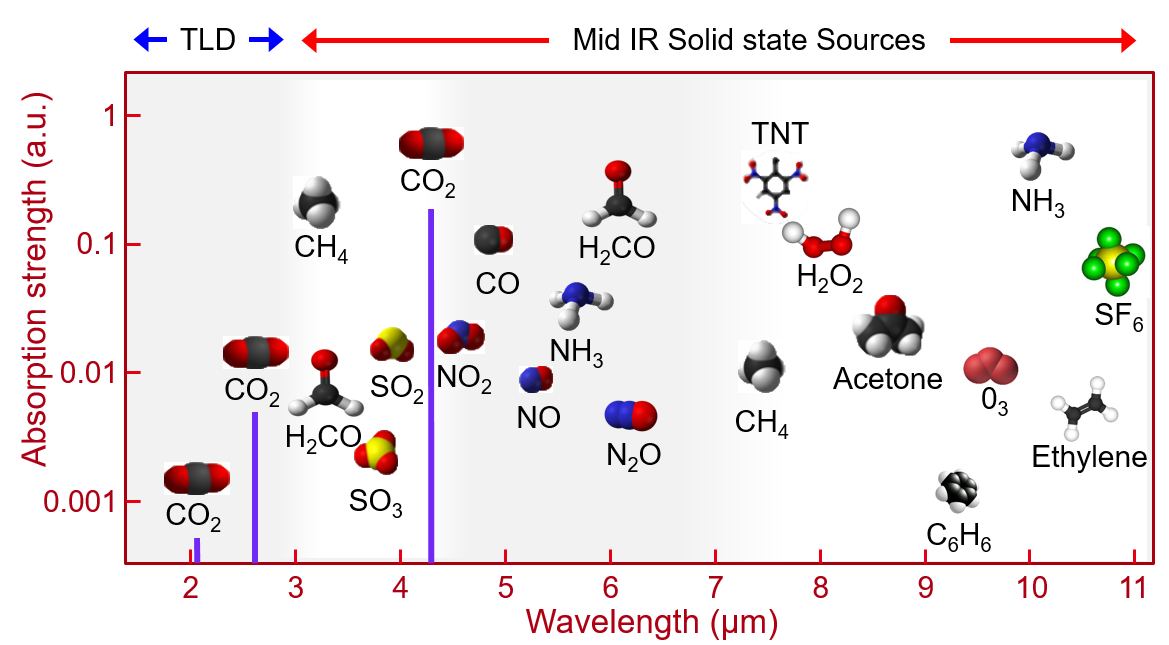 TLD
Mid IR Solid state Sources
Absorption strength (a.u.)
1
0.1
0.01
0.001
TNT
CO₂
NH₃
CH₄
H₂CO
CO
H₂O₂
SF₆
NH₃
CO₂
SO₂
NO₂
Acetone
0₃
H₂CO
NO
CH₄
N₂O
Ethylene
SO₃
CO₂
C₆H₆
2 3 4 5 6 7 8 9 10 11
Wavelength (µm)